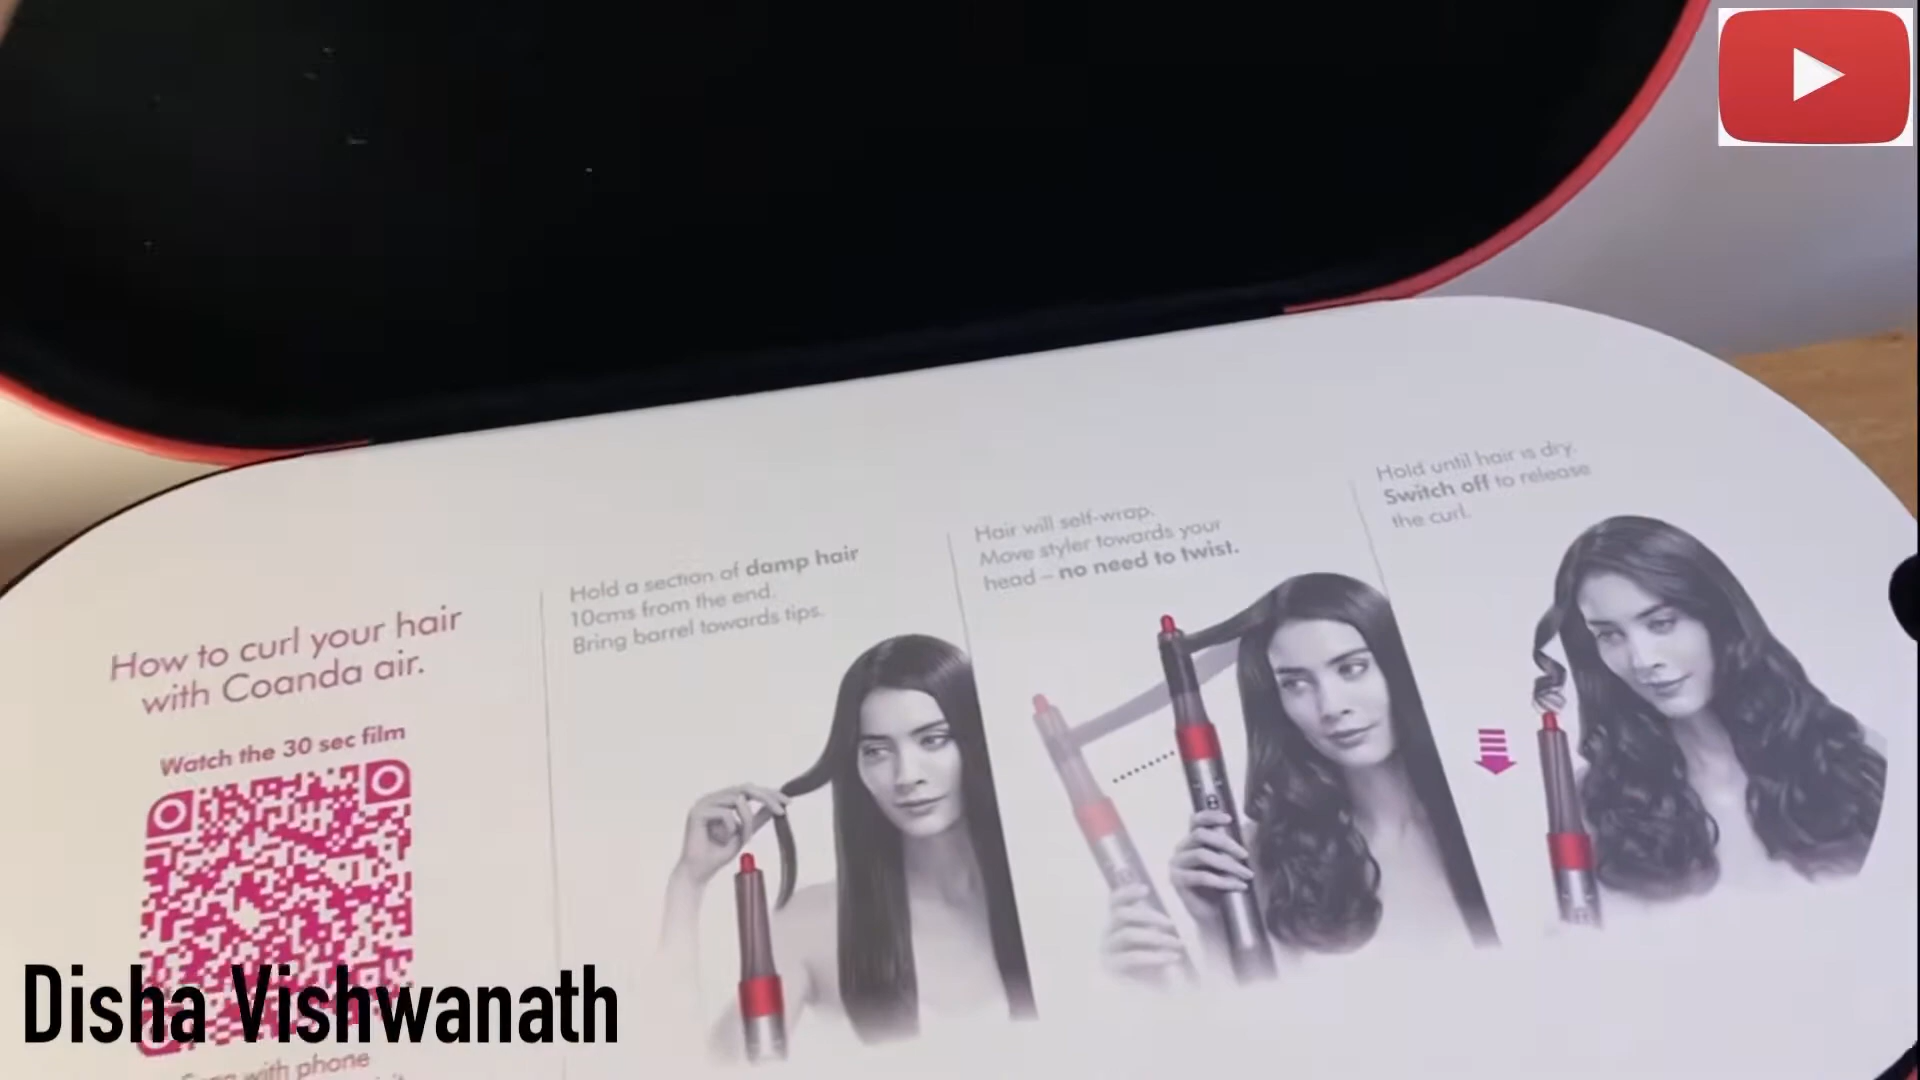 How to curl your hair
with Coanda air.
Watch the 30 sec film
with phone
Hold a section of damp hair
10cms from the end.
Bring barrel towards tips.
Hair will self-wrap.
Move styler towards your
head – no need to twist.
Hold until hair is dry.
Switch off to release
the curl.
Disha Vishwanath